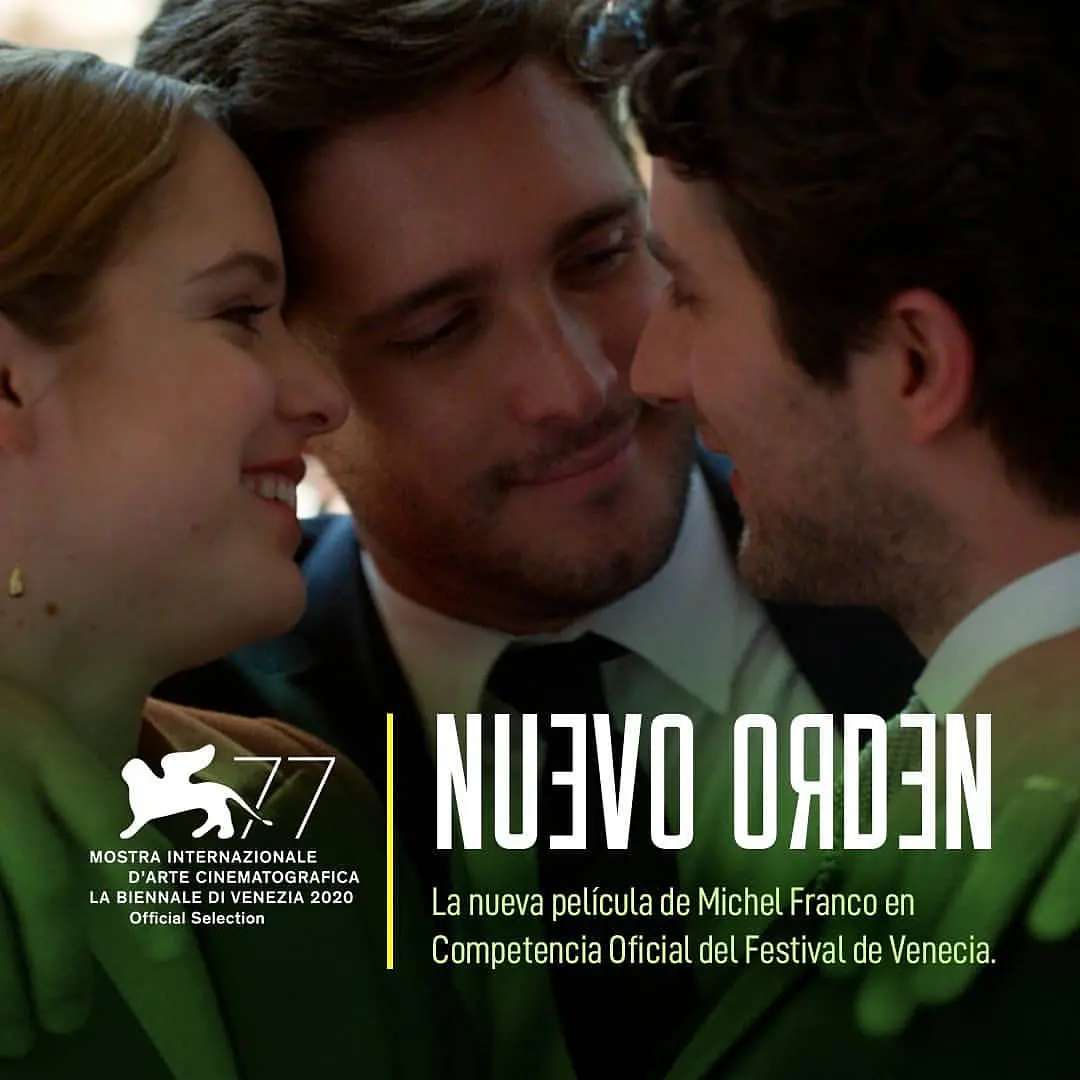 77
MOSTRA INTERNAZIONALE
D'ARTE CINEMATOGRAFICA
LA BIENNALE DI VENEZIA 2020
Official Selection
NUEVO ORDEN
La nueva película de Michel Franco en
Competencia Oficial del Festival de Venecia.